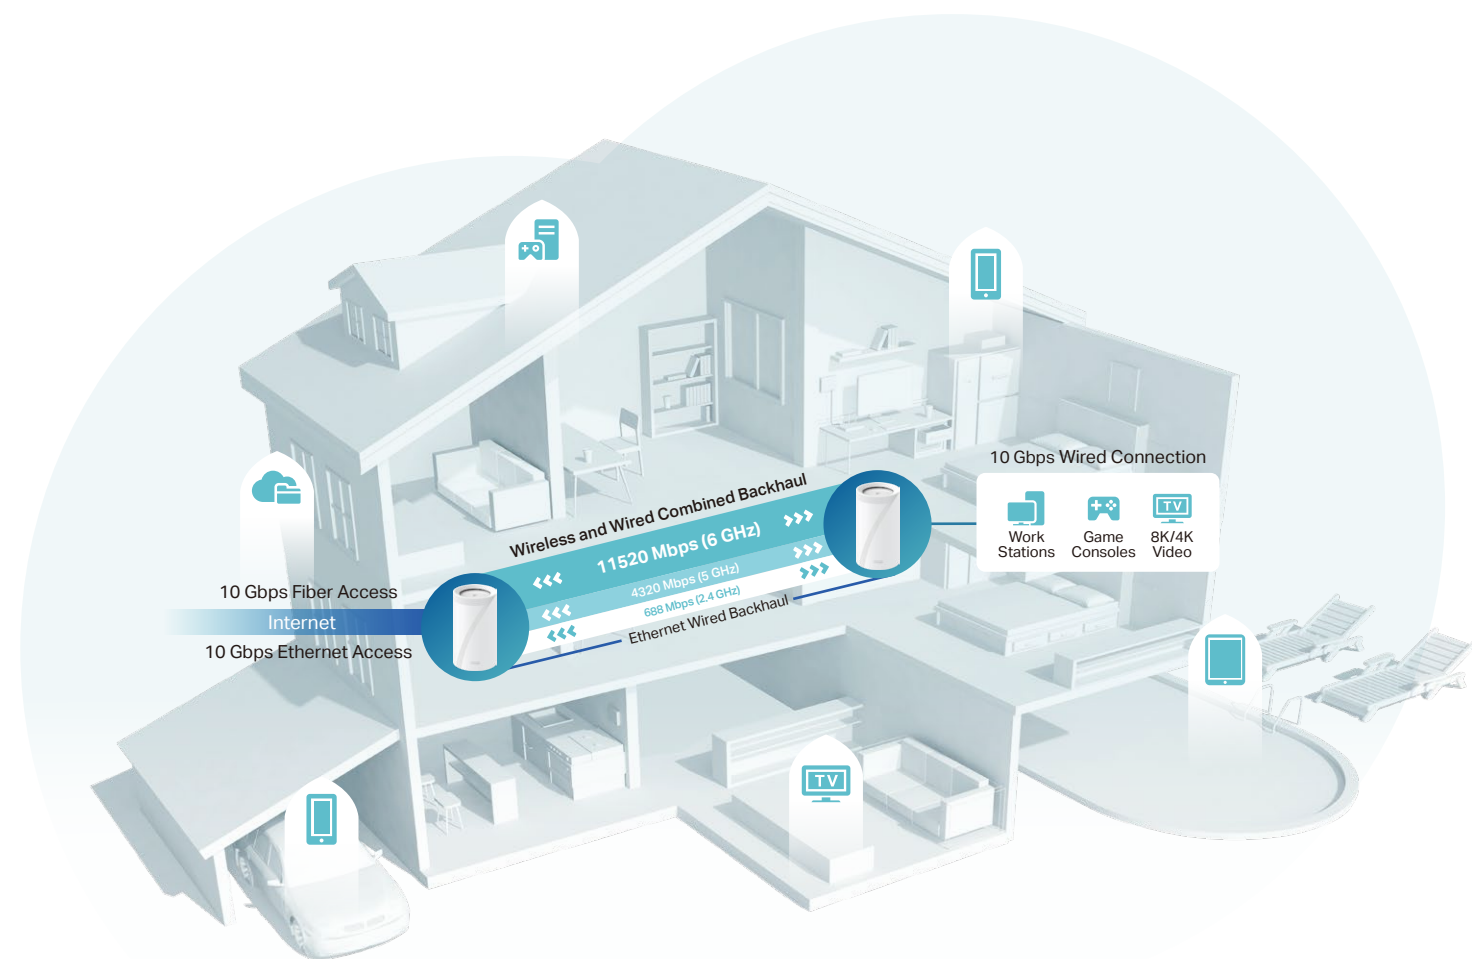 10 Gbps Wired Connection
Work
Stations
Game
Consoles
TV
8K/4K
Video
Wireless and Wired Combined Backhaul
11520 Mbps (6 GHz)
4320 Mbps (5 GHz)
688 Mbps (2.4 GHz)
Ethernet Wired Backhaul
10 Gbps Fiber Access
Internet
10 Gbps Ethernet Access
TV